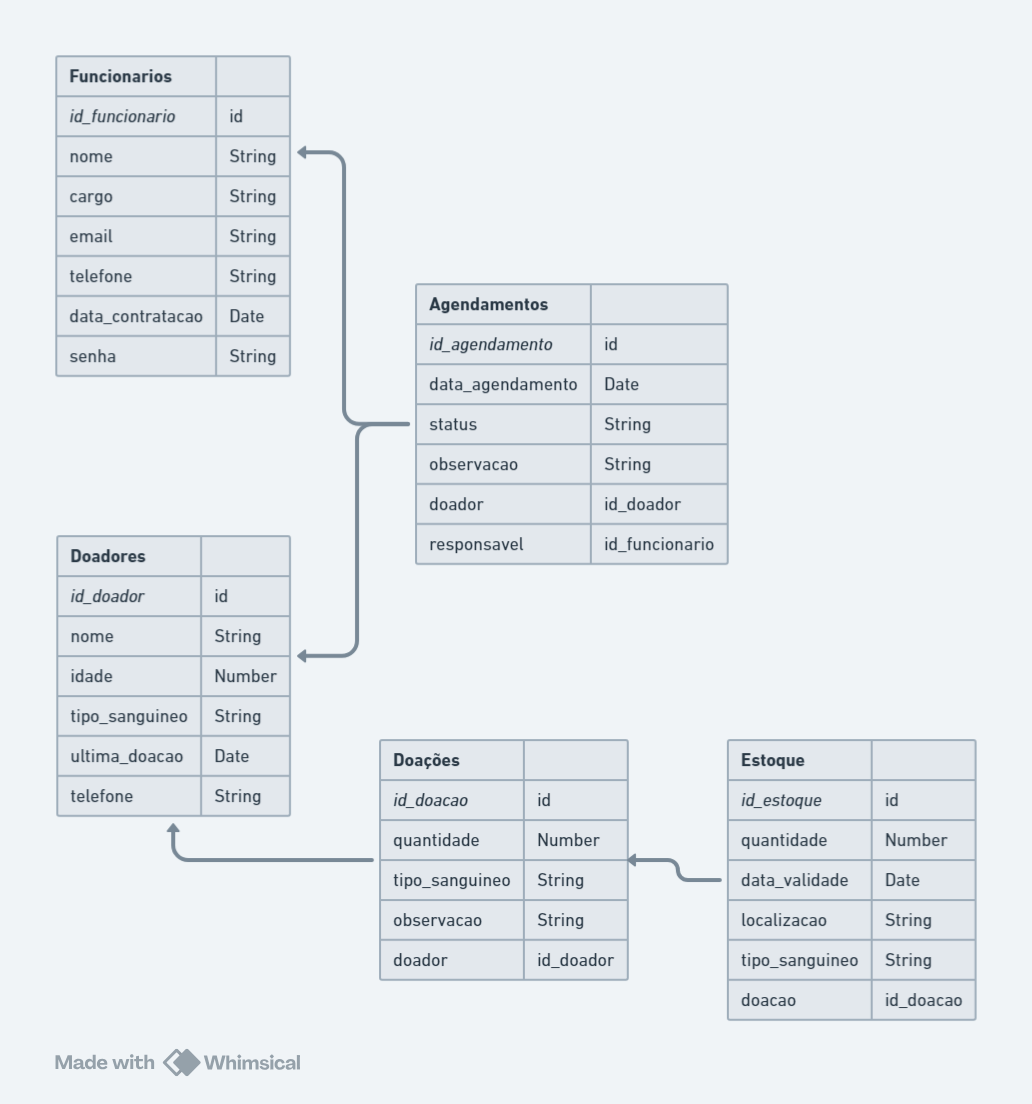 Funcionarios
id_funcionario id
nome String
cargo String
email String
telefone String
data_contratacao Date
senha String
Agendamentos
id_agendamento id
data_agendamento Date
status String
observacao String
doador id_doador
responsavel id_funcionario
Doadores
id_doador id
nome String
idade Number
tipo_sanguineo String
ultima_doacao Date
telefone String
Doações
id_doacao id
quantidade Number
tipo_sanguineo String
observacao String
doador id_doador
Estoque
id_estoque id
quantidade Number
data_validade Date
localizacao String
tipo_sanguineo String
doacao id_doacao
Made with Whimsical